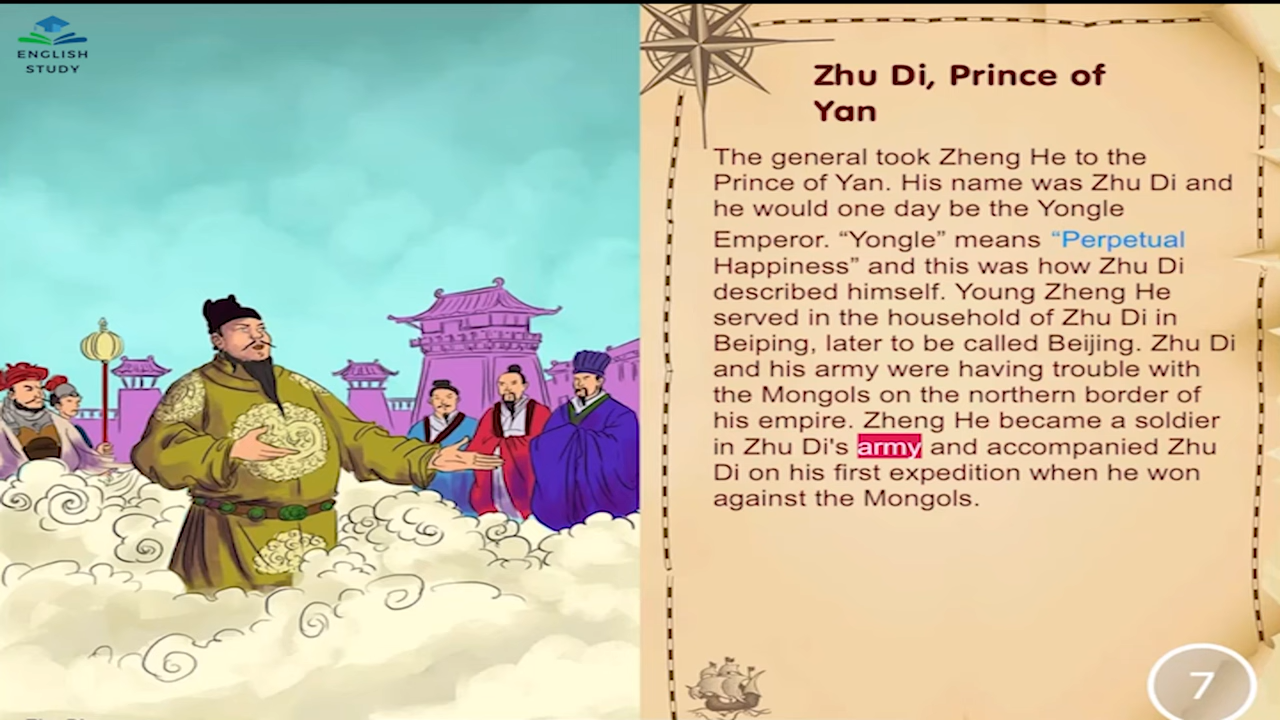 ENGLISH
STUDY
Zhu Di, Prince of
Yan
The general took Zheng He to the
Prince of Yan. His name was Zhu Di and
he would one day be the Yongle
Emperor. “Yongle” means “Perpetual
Happiness” and this was how Zhu Di
described himself. Young Zheng He
served in the household of Zhu Di in
Beiping, later to be called Beijing. Zhu Di
and his army were having trouble with
the Mongols on the northern border of
his empire. Zheng He became a soldier
in Zhu Di's army and accompanied Zhu
Di on his first expedition when he won
against the Mongols.
7